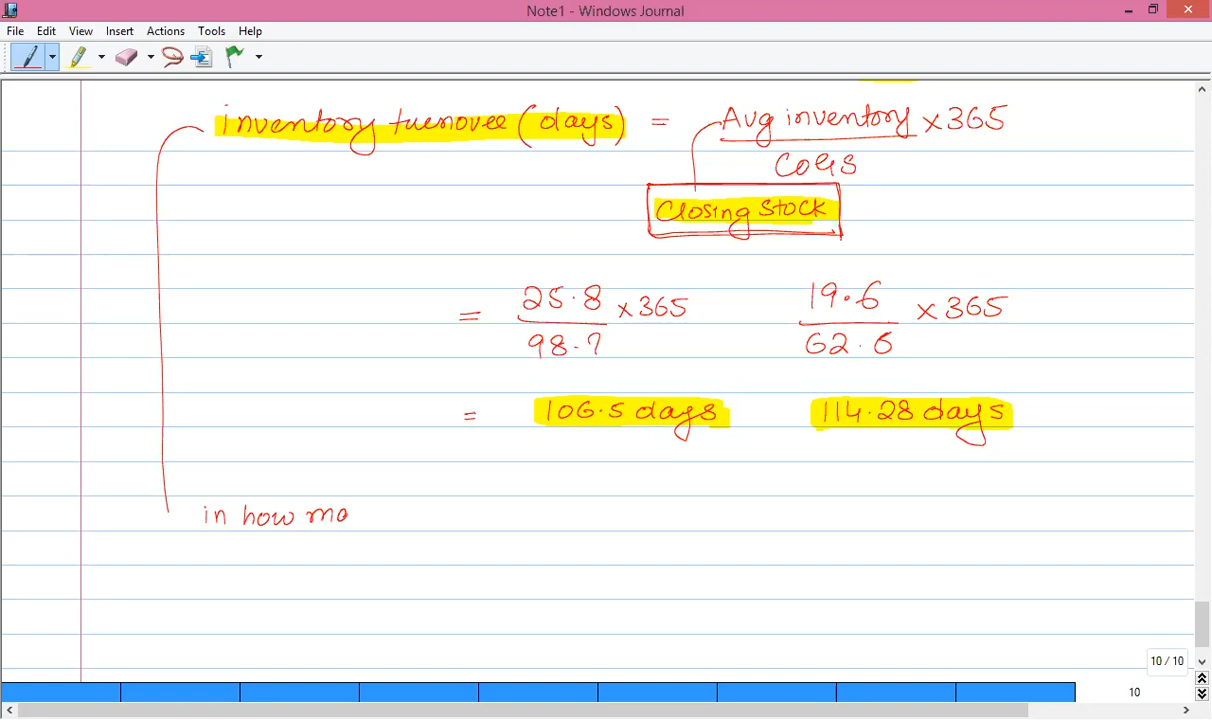 Note1 - Windows Journal
File Edit View Insert Actions Tools Help
inventory turnover (days) = Avg inventory x 365
COGS
Closing Stock
= 25.8 x 365 19.6 x 365
98.7 62.6
= 106.5 days 114.28 days
in how ma
10 / 10
10